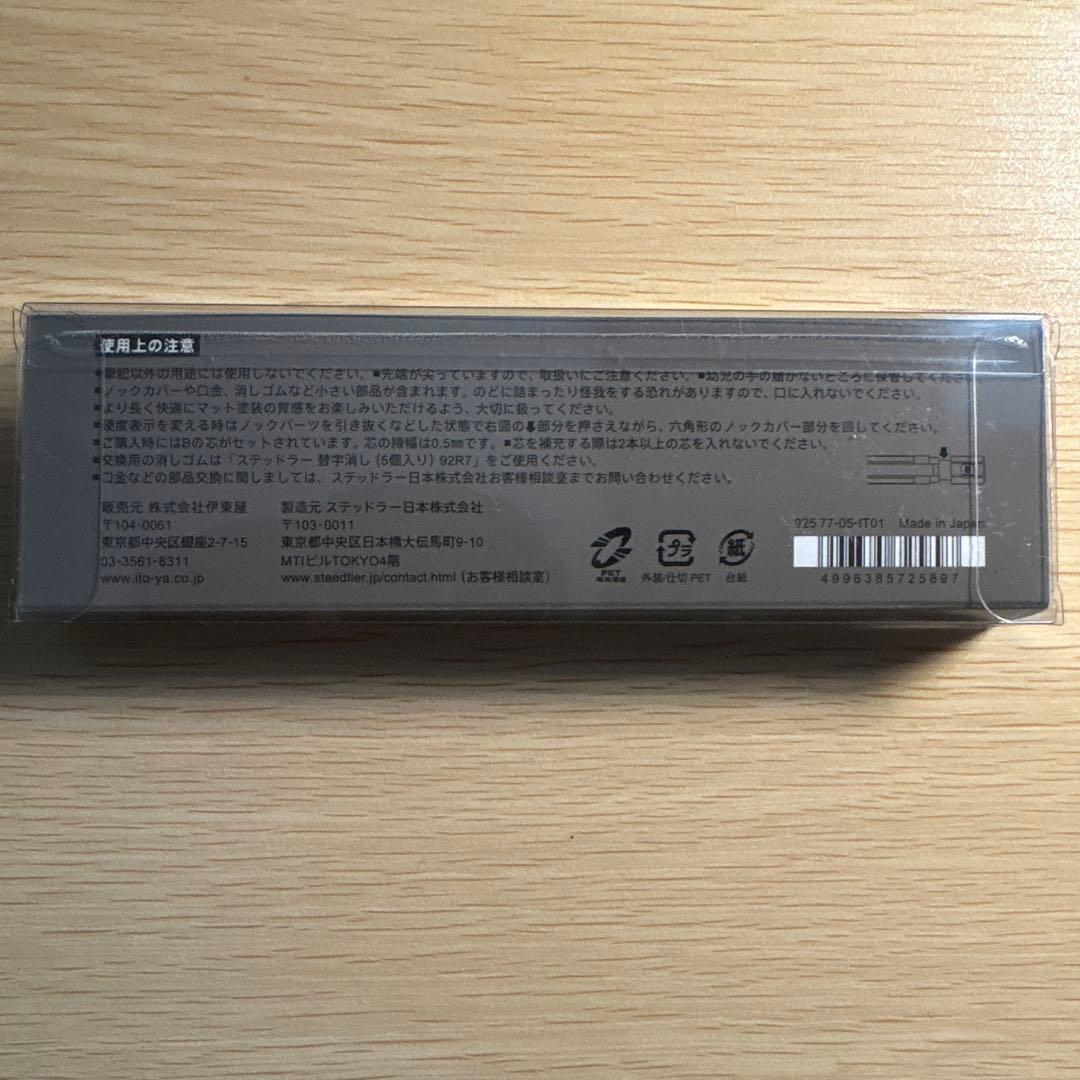 使用上の注意
■筆記以外の用途には使用しないでください。■先端が尖っていますので、取扱いにご注意ください。■幼児の手の届かないところに保管してください。
■ノックカバーや口金、消しゴムなど小さい部品が含まれます。のどに詰まったり怪我をする恐れがありますので、口に入れないでください。
■より長く快適にマット塗装の質感をお楽しみいただけるよう、大切に扱ってください。
■硬度表示を変える時はノックパーツを引き抜くなどした状態で右図の⬇部分を押さえながら、六角形のノックカバー部分を回してください。
■ご購入時にはBの芯がセットされています。芯の線幅は0.5mmです。■芯を補充する際は2本以上の芯を入れないでください。
■交換用の消しゴムは「ステッドラー 替字消し(5個入り) 92R7」をご使用ください。
■口金などの部品交換に関しましては、ステッドラー日本株式会社お客様相談室までお問い合わせください。
B
販売元 株式会社伊東屋
〒104-0061
東京都中央区銀座2-7-15
03-3561-8311
www.ito-ya.co.jp
製造元 ステッドラー日本株式会社
〒103-0011
東京都中央区日本橋大伝馬町9-10
MTIビルTOKYO4階
www.staedtler.jp/contact.html (お客様相談室)
PET
プラ
外装/仕切 PET
紙
台紙
925 77-05-IT01 Made in Japan
4996385725897